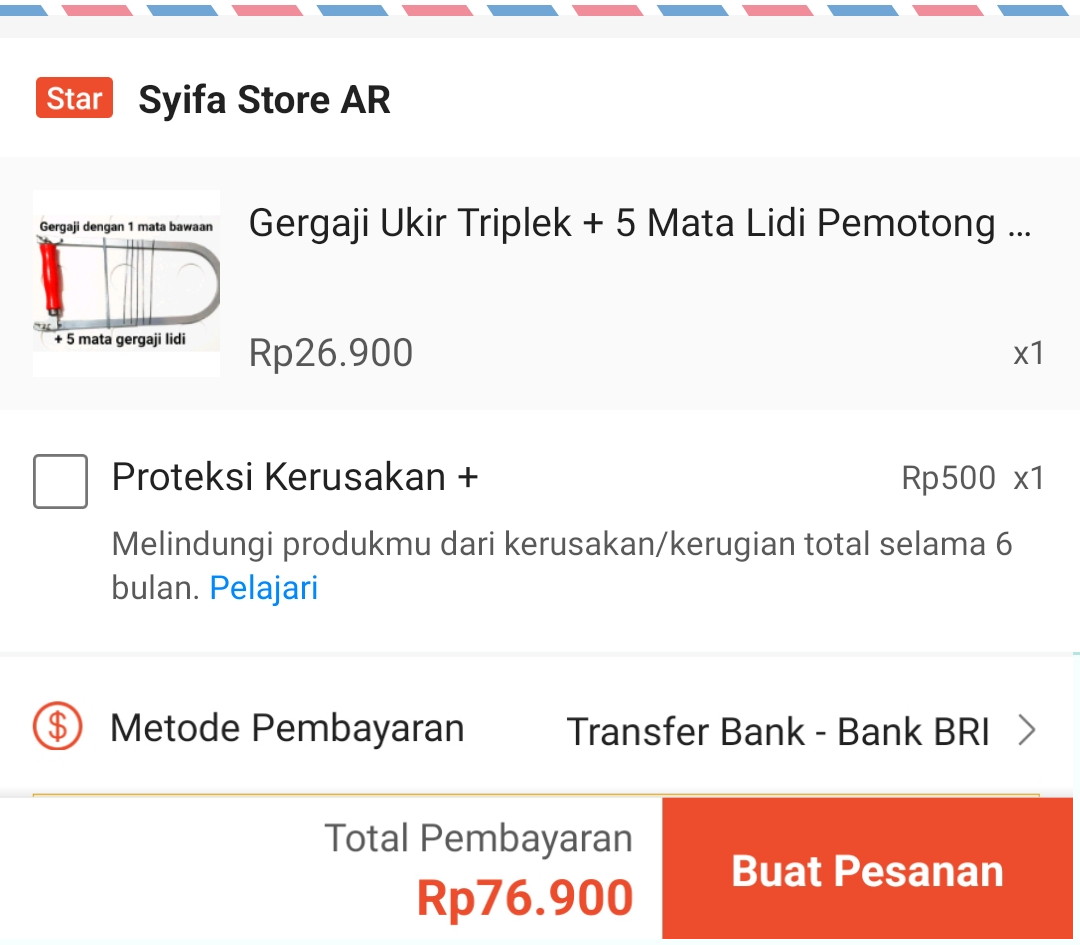 Star Syifa Store AR
Gergaji dengan 1 mata bawaan
+ 5 mata gergaji lidi
Gergaji Ukir Triplek + 5 Mata Lidi Pemotong ...
Rp26.900 x1
Proteksi Kerusakan + Rp500 x1
Melindungi produkmu dari kerusakan/kerugian total selama 6
bulan. Pelajari
Metode Pembayaran Transfer Bank - Bank BRI
Total Pembayaran
Rp76.900
Buat Pesanan